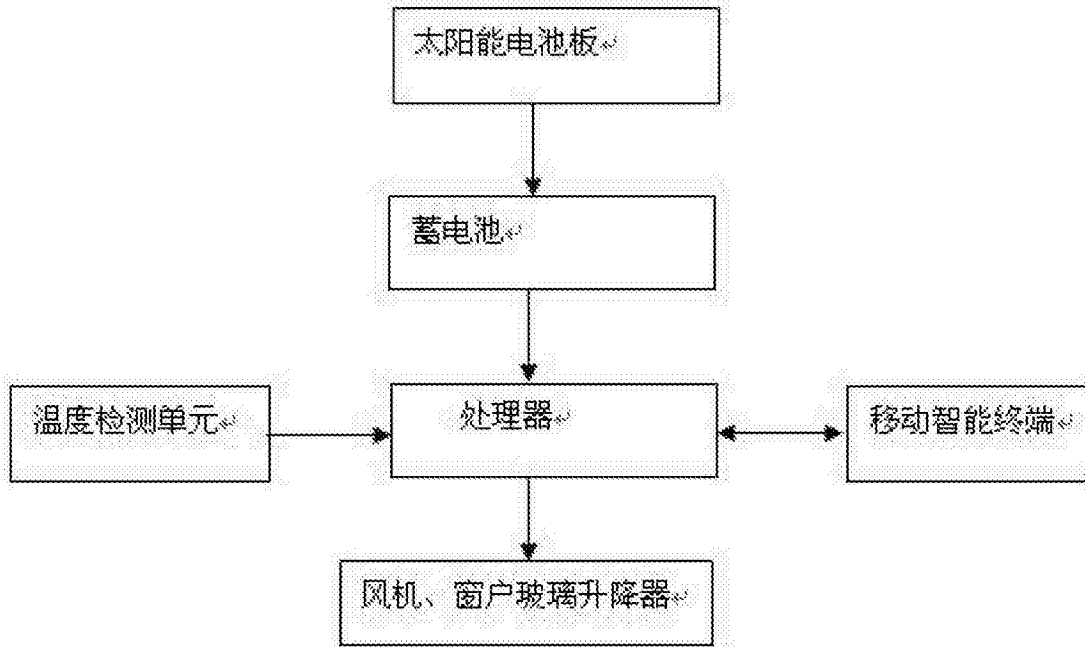 太阳能电池板
蓄电池
温度检测单元
处理器
移动智能终端
风机、窗户玻璃升降器